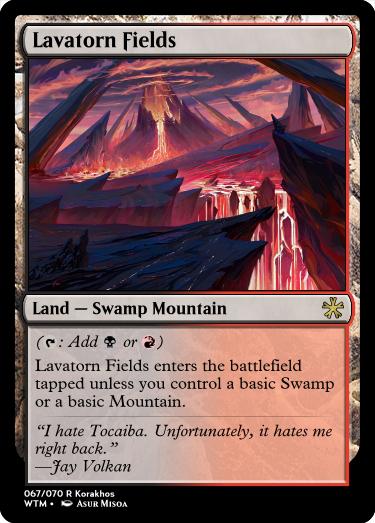 Lavatorn Fields
Land — Swamp Mountain
(: Add or )
Lavatorn Fields enters the battlefield
tapped unless you control a basic Swamp
or a basic Mountain.
“I hate Tocaiba. Unfortunately, it hates me
right back.”
—Jay Volkan
067/070 R Korakhos
WTM • Asur Misoa